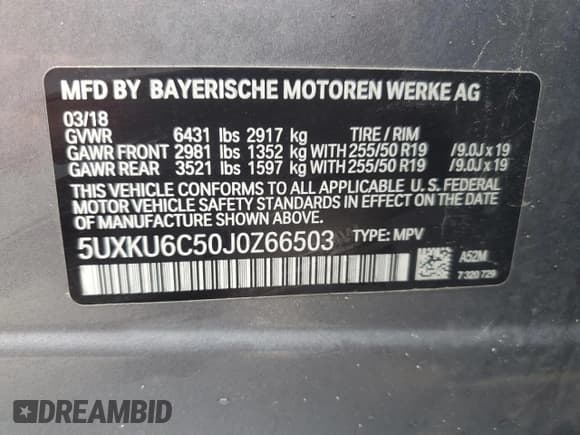 MFD BY BAYERISCHE MOTOREN WERKE AG
03/18
GVWR 6431 lbs 2917 kg TIRE / RIM
GAWR FRONT 2981 lbs 1352 kg WITH 255/50 R19 /9.0J x 19
GAWR REAR 3521 lbs 1597 kg WITH 255/50 R19 /9.0J x 19
THIS VEHICLE CONFORMS TO ALL APPLICABLE U. S. FEDERAL
MOTOR VEHICLE SAFETY STANDARDS IN EFFECT ON THE
DATE OF MANUFACTURE SHOWN ABOVE.
5UXKU6C50J0Z66503 TYPE: MPV
A52M
7 320 729
DREAMBID